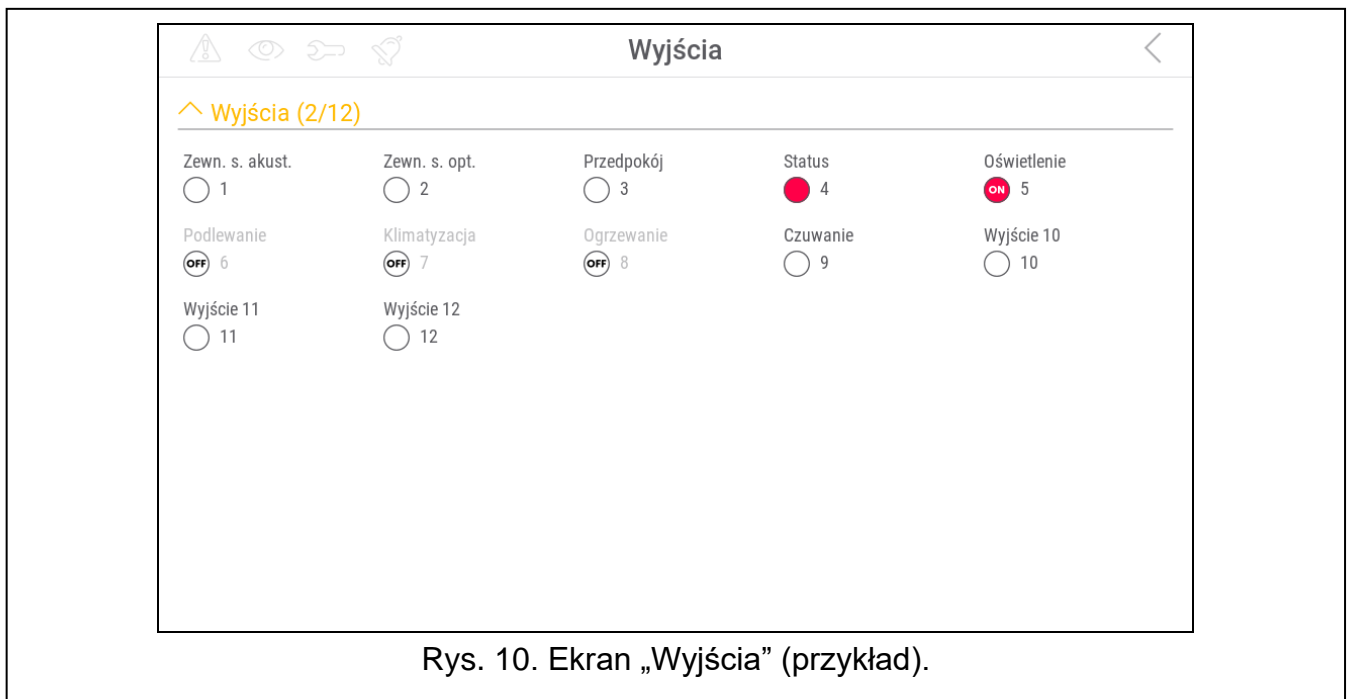 Wyjścia
Wyjścia (2/12)
Zewn. s. akust. Zewn. s. opt. Przedpokój Status Oświetlenie
1 2 3 4 ON 5
Podlewanie Klimatyzacja Ogrzewanie Czuwanie Wyjście 10
OFF 6 OFF 7 OFF 8 9 10
Wyjście 11 Wyjście 12
11 12
Rys. 10. Ekran „Wyjścia” (przykład).